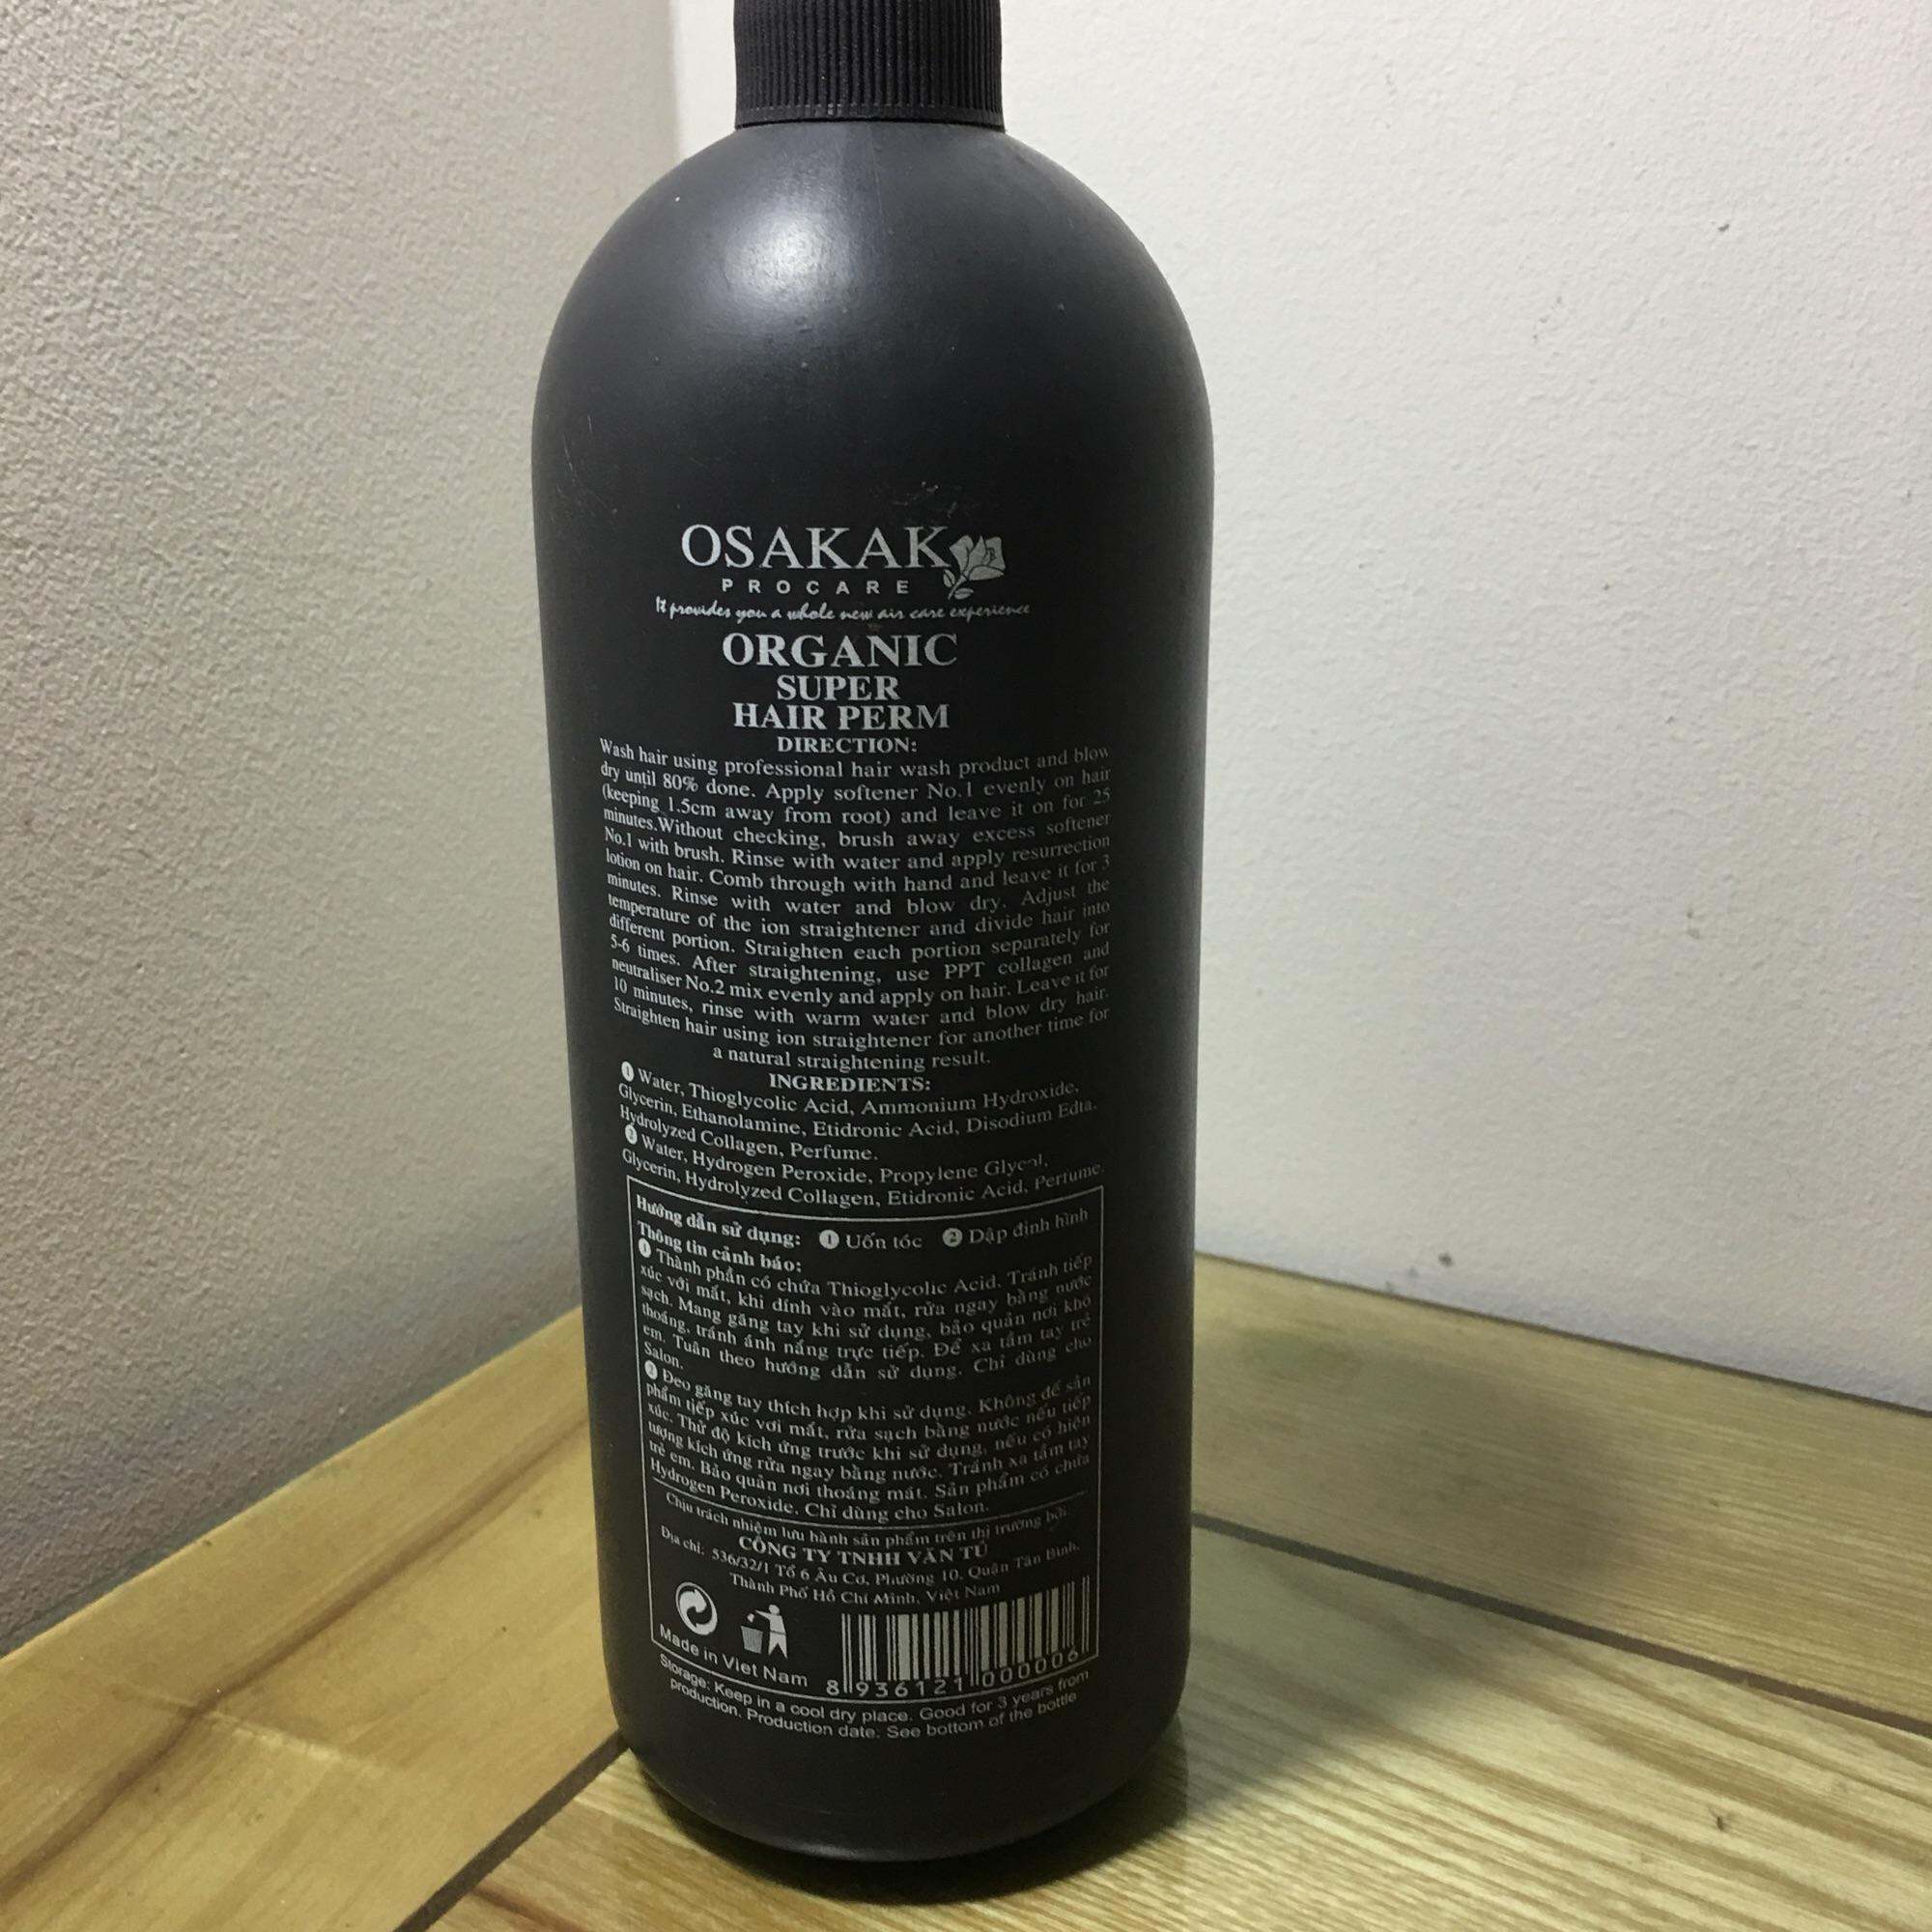 OSAKAK
PROCARE
It provides you a whole new air care experience
ORGANIC
SUPER
HAIR PERM
DIRECTION:
Wash hair using professional hair wash product and blow
dry until 80% done. Apply softener No.1 evenly on hair
(keeping 1.5cm away from root) and leave it on for 25
minutes.Without checking, brush away excess softener
No.1 with brush. Rinse with water and apply resurrection
lotion on hair. Comb through with hand and leave it for 3
minutes. Rinse with water and blow dry. Adjust the
temperature of the ion straightener and divide hair into
different portion. Straighten each portion separately for
5-6 times. After straightening, use PPT collagen and
neutraliser No.2 mix evenly and apply on hair. Leave it for
10 minutes, rinse with warm water and blow dry hair.
Straighten hair using ion straightener for another time for
a natural straightening result.
INGREDIENTS:
1 Water, Thioglycolic Acid, Ammonium Hydroxide,
Glycerin, Ethanolamine, Etidronic Acid, Disodium Edta.
Hydrolyzed Collagen, Perfume.
2 Water, Hydrogen Peroxide, Propylene Glycol,
Glycerin, Hydrolyzed Collagen, Etidronic Acid, Perfume.
Hướng dẫn sử dụng: 1 Uốn tóc 2 Dập định hình
Thông tin cảnh báo:
1 Thành phần có chứa Thioglycolic Acid. Tránh tiếp
xúc với mắt, khi dính vào mắt, rửa ngay bằng nước
sạch. Mang găng tay khi sử dụng, bảo quản nơi khô
thoáng, tránh ánh nắng trực tiếp. Để xa tầm tay trẻ
em. Tuân theo hướng dẫn sử dụng. Chỉ dùng cho
Salon.
2 Đeo găng tay thích hợp khi sử dụng. Không để sản
phẩm tiếp xúc với mắt, rửa sạch bằng nước nếu tiếp
xúc. Thử độ kích ứng trước khi sử dụng, nếu có hiện
tượng kích ứng rửa ngay bằng nước. Tránh xa tầm tay
trẻ em. Bảo quản nơi thoáng mát. Sản phẩm có chứa
Hydrogen Peroxide. Chỉ dùng cho Salon.
Chịu trách nhiệm lưu hành sản phẩm trên thị trường bởi:
CÔNG TY TNHH VĂN TÚ
Địa chỉ: 536/32/1 Tổ 6 Âu Cơ, Phường 10, Quận Tân Bình,
Thành Phố Hồ Chí Minh, Việt Nam
Made in Viet Nam
8 936121 000006
Storage: Keep in a cool dry place. Good for 3 years from
production. Production date: See bottom of the bottle